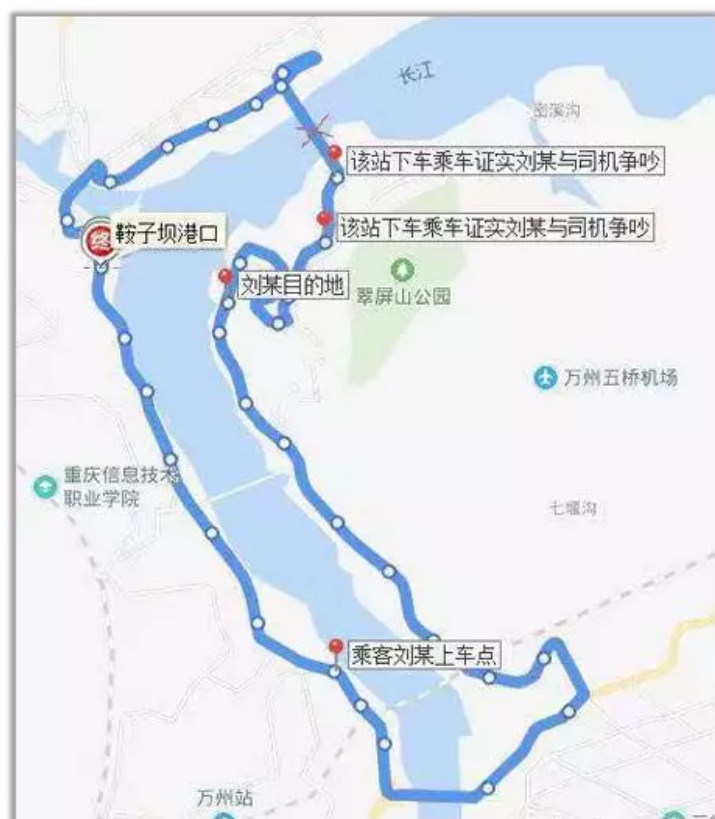 长江
密溪沟
该站下车乘车证实刘某与司机争吵
该站下车乘车证实刘某与司机争吵
终
鞍子坝港口
刘某目的地
翠屏山公园
万州五桥机场
重庆信息技术
职业学院
七堰沟
乘客刘某上车点
万州站